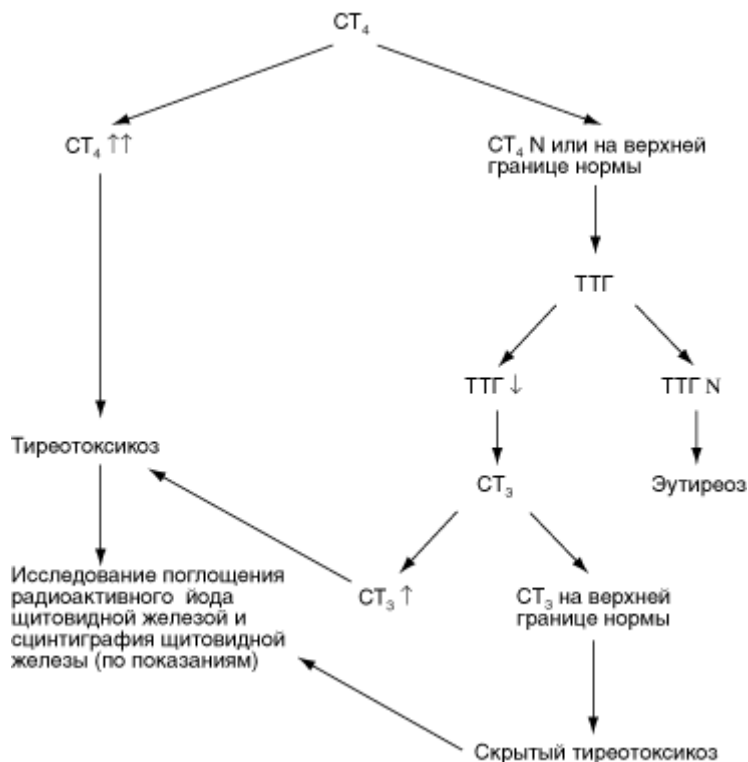 СТ₄
СТ₄ ↑↑
СТ₄ N или на верхней
границе нормы
ТТГ
ТТГ ↓
ТТГ N
Тиреотоксикоз
СТ₃
Эутиреоз
Исследование поглощения
радиоактивного йода
щитовидной железой и
сцинтиграфия щитовидной
железы (по показаниям)
СТ₃ ↑
СТ₃ на верхней
границе нормы
Скрытый тиреотоксикоз